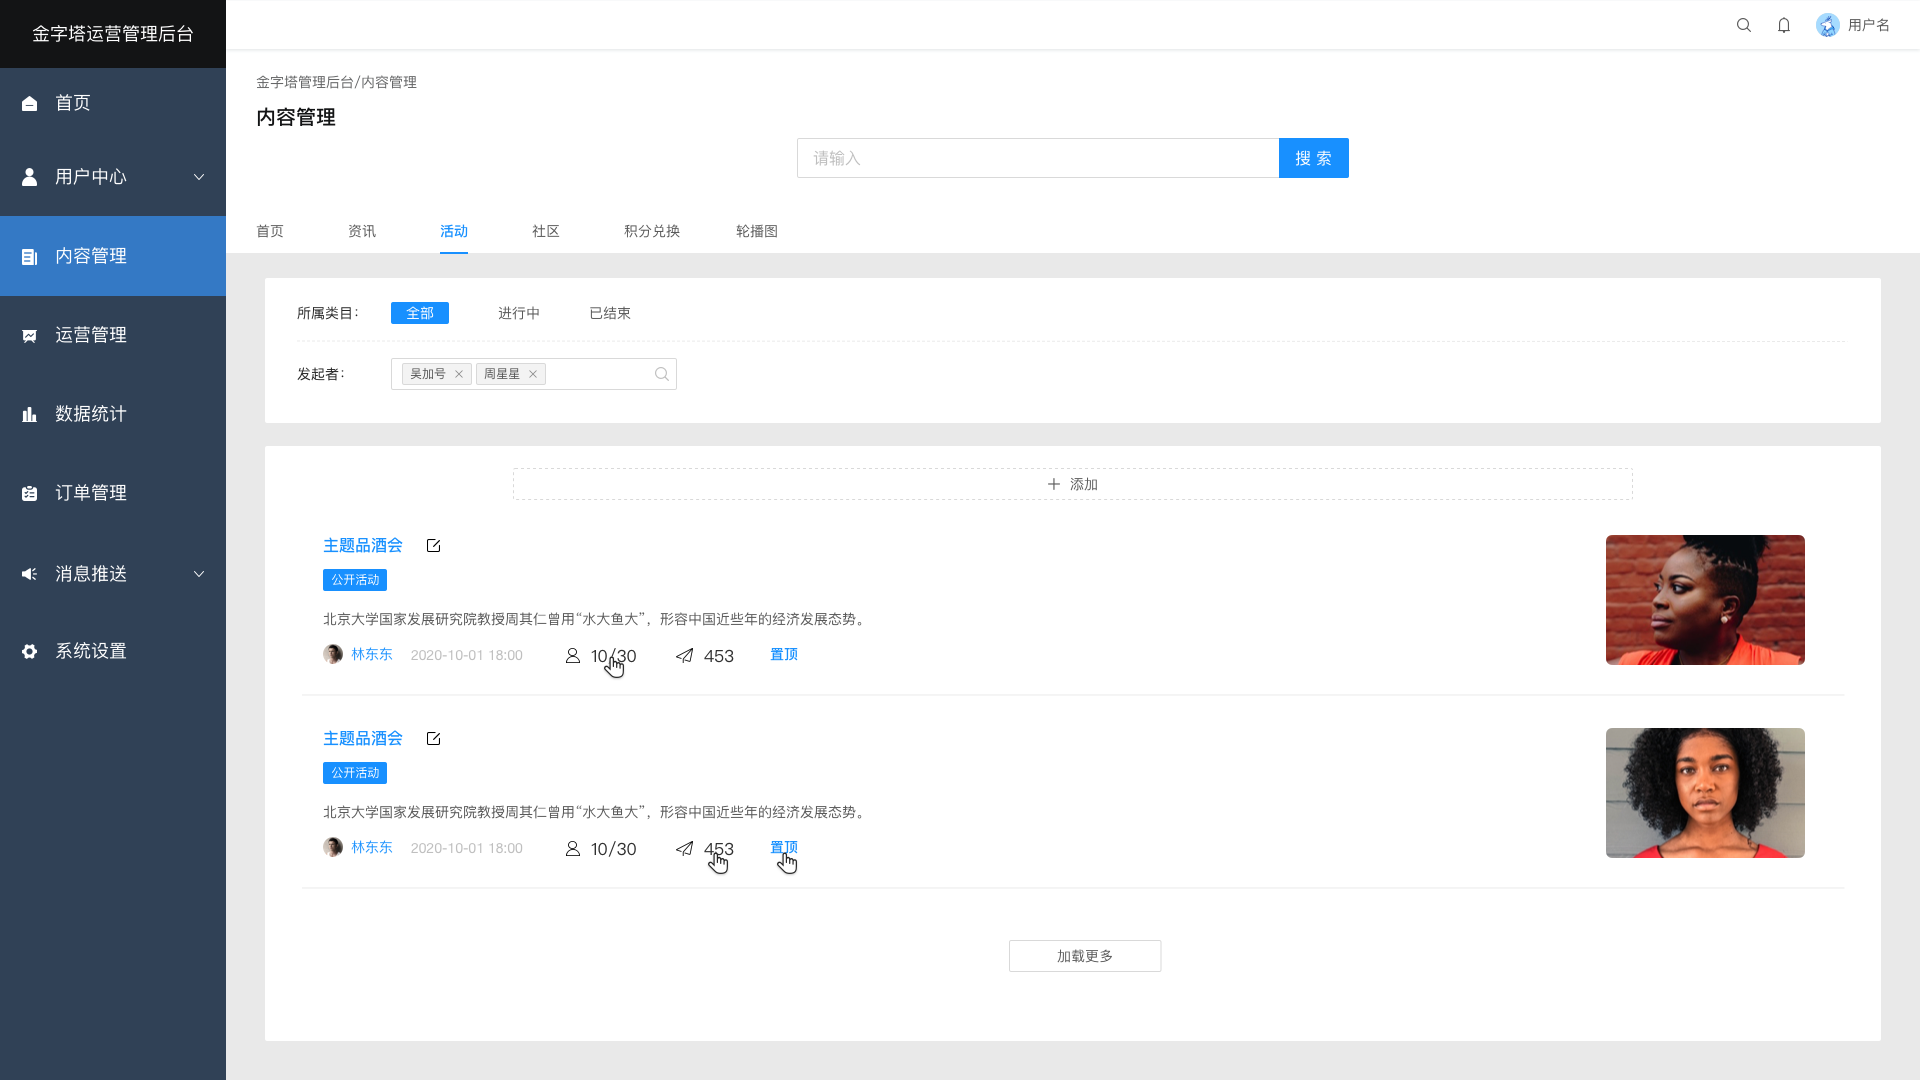 金字塔运营管理后台
用户名
首页
用户中心
内容管理
运营管理
数据统计
订单管理
消息推送
系统设置
金字塔管理后台/内容管理
内容管理
请输入
搜 索
首页 资讯 活动 社区 积分兑换 轮播图
所属类目： 全部 进行中 已结束
发起者： 吴加号 周星星
添加
主题品酒会
公开活动
北京大学国家发展研究院教授周其仁曾用“水大鱼大”，形容中国近些年的经济发展态势。
林东东 2020-10-01 18:00 10/30 453 置顶
主题品酒会
公开活动
北京大学国家发展研究院教授周其仁曾用“水大鱼大”，形容中国近些年的经济发展态势。
林东东 2020-10-01 18:00 10/30 453 置顶
加载更多